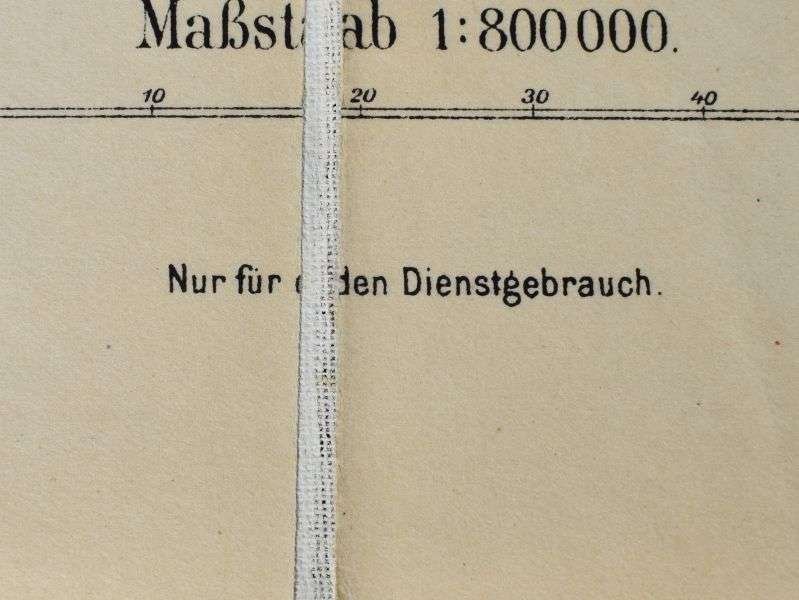 Maßstab 1:800000.
10 20 30 40
Nur für den Dienstgebrauch.